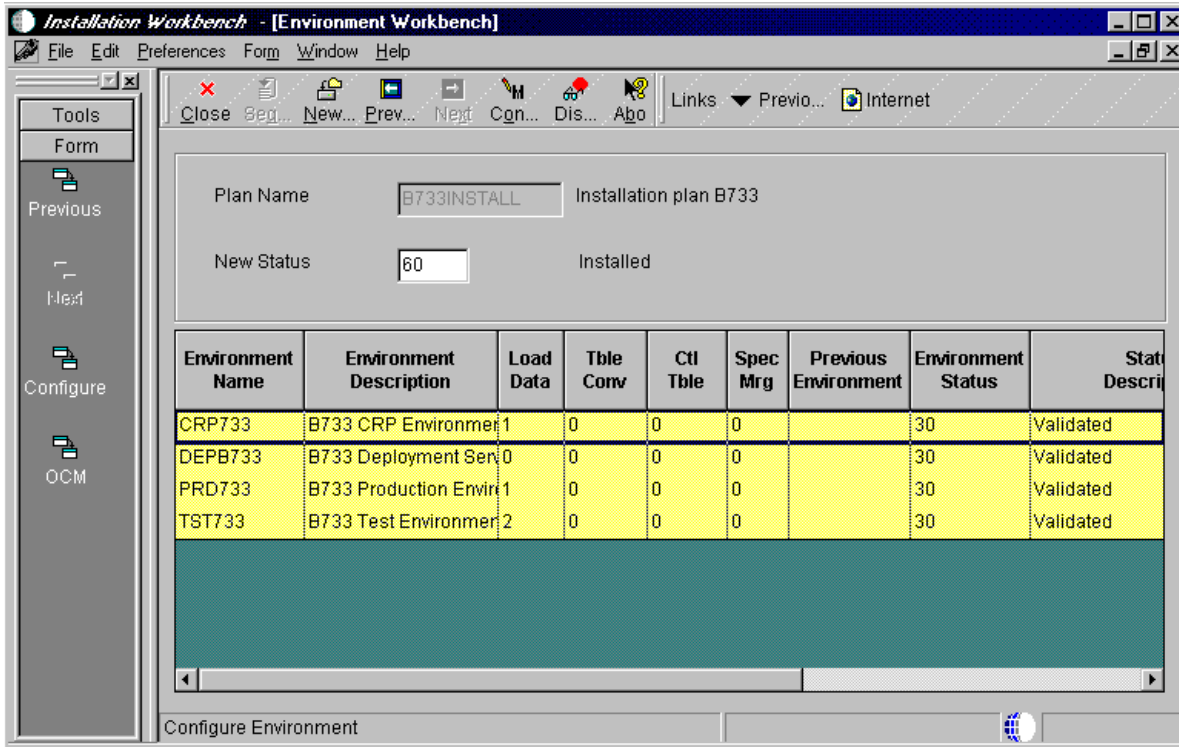 Installation Workbench - [Environment Workbench]
File Edit Preferences Form Window Help
Tools
Form
Previous
Next
Configure
OCM
Close Seq... New... Prev... Next Con... Dis... Abo Links Previo... Internet
Plan Name B733INSTALL Installation plan B733
New Status 60 Installed
Environment Name Environment Description Load Data Tble Conv Ctl Tble Spec Mrg Previous Environment Environment Status Statu Descrip
CRP733 B733 CRP Environmer 1 0 0 0 30 Validated
DEPB733 B733 Deployment Serv 0 0 0 0 30 Validated
PRD733 B733 Production Enviro 1 0 0 0 30 Validated
TST733 B733 Test Environmer 2 0 0 0 30 Validated
Configure Environment